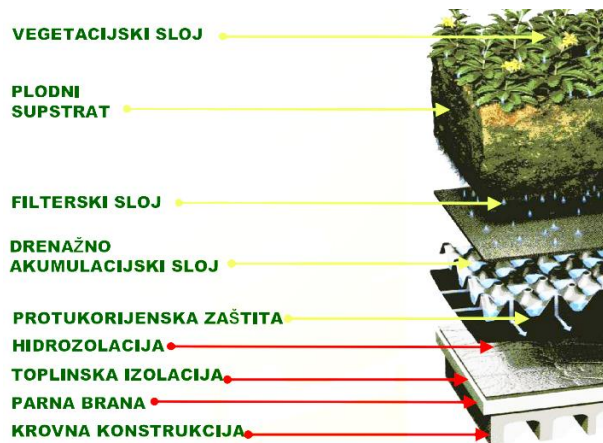 VEGETACIJSKI SLOJ
PLODNI
SUPSTRAT
FILTERSKI SLOJ
DRENAŽNO
AKUMULACIJSKI SLOJ
PROTUKORIJENSKA ZAŠTITA
HIDROZOLACIJA
TOPLINSKA IZOLACIJA
PARNA BRANA
KROVNA KONSTRUKCIJA